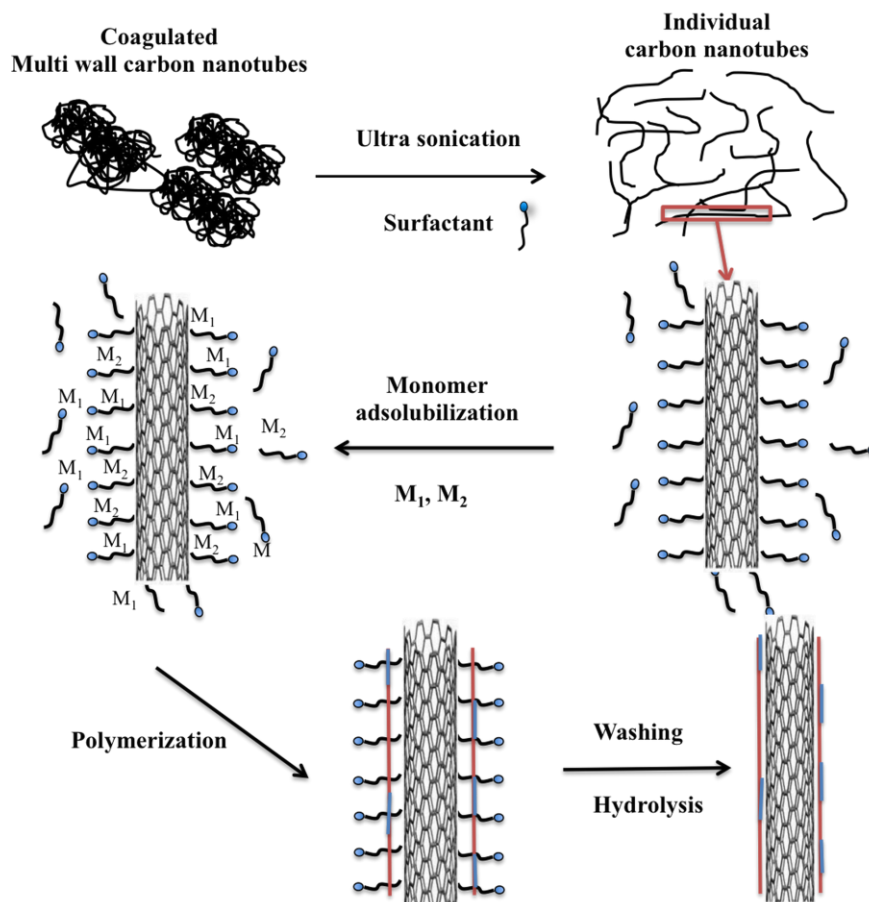 Coagulated
Multi wall carbon nanotubes
Individual
carbon nanotubes
Ultra sonication
Surfactant
M₁
M₂
M₁
M₂
M₁
M₁
M₂
M₁
M₁
M₁
M₂
M₂
M₂
M₁
M₁
M₂
M
M₁
M₂
M₁
Monomer
adsolubilization
M₁, M₂
Polymerization
Washing
Hydrolysis